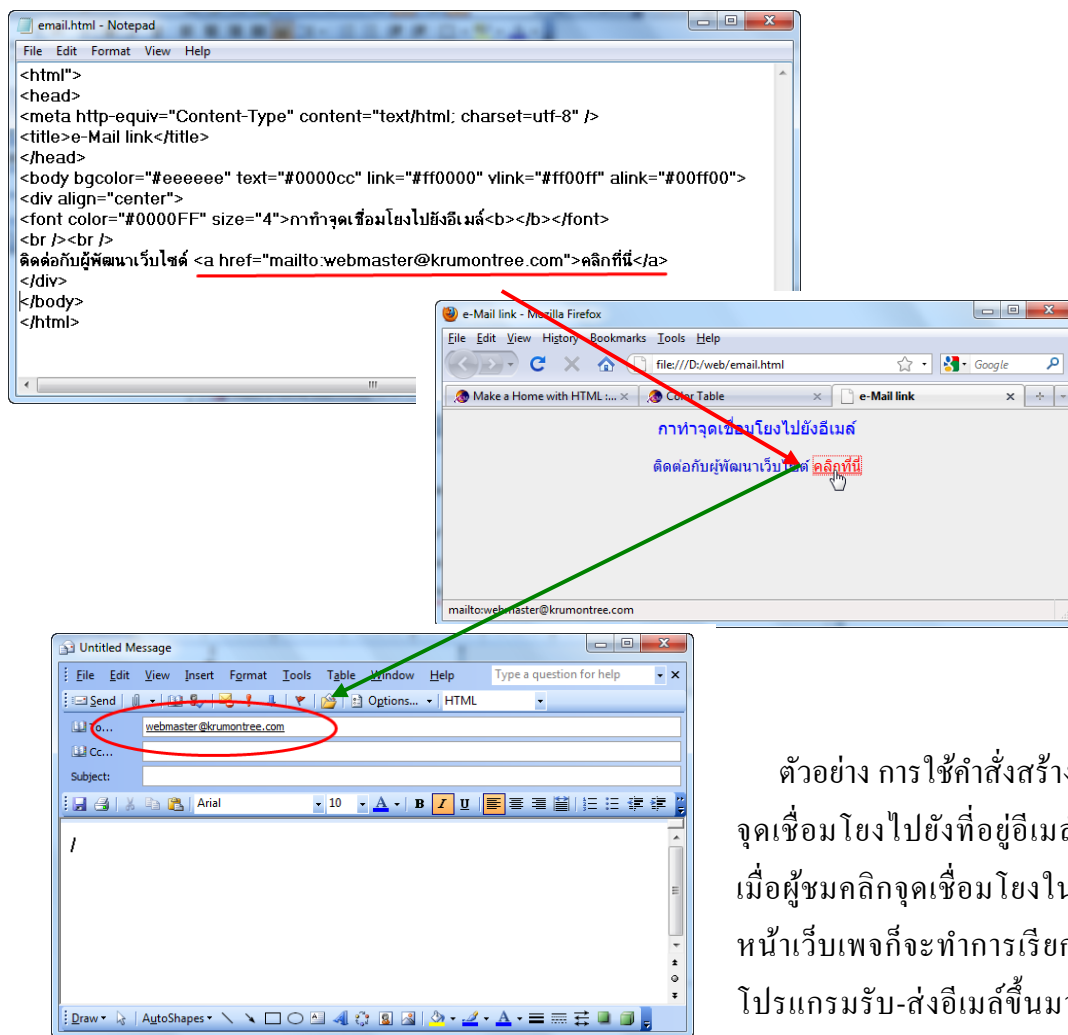 email.html - Notepad
File Edit Format View Help
<html">
<head>
<meta http-equiv="Content-Type" content="text/html; charset=utf-8" />
<title>e-Mail link</title>
</head>
<body bgcolor="#eeeeee" text="#0000cc" link="#ff0000" vlink="#ff00ff" alink="#00ff00">
<div align="center">
<font color="#0000FF" size="4">กาทำจุดเชื่อมโยงไปยังอีเมล์<b></b></font>
<br /><br />
ติดต่อกับผู้พัฒนาเว็บไซต์ <a href="mailto:webmaster@krumontree.com">คลิกที่นี่</a>
</div>
</body>
</html>
e-Mail link - Mozilla Firefox
File Edit View History Bookmarks Tools Help
file:///D:/web/email.html
Google
Make a Home with HTML :...
Color Table
e-Mail link
กาทำจุดเชื่อมโยงไปยังอีเมล์
ติดต่อกับผู้พัฒนาเว็บไซต์ คลิกที่นี่
mailto:webmaster@krumontree.com
Untitled Message
File Edit View Insert Format Tools Table Window Help Type a question for help
Send Options... HTML
To... webmaster@krumontree.com
Cc...
Subject:
Arial 10 A B I U
Draw AutoShapes A
ตัวอย่าง การใช้คำสั่งสร้าง
จุดเชื่อมโยงไปยังที่อยู่อีเมล
เมื่อผู้ชมคลิกจุดเชื่อมโยงใน
หน้าเว็บเพจก็จะทำการเรียก
โปรแกรมรับ-ส่งอีเมล์ขึ้นมา